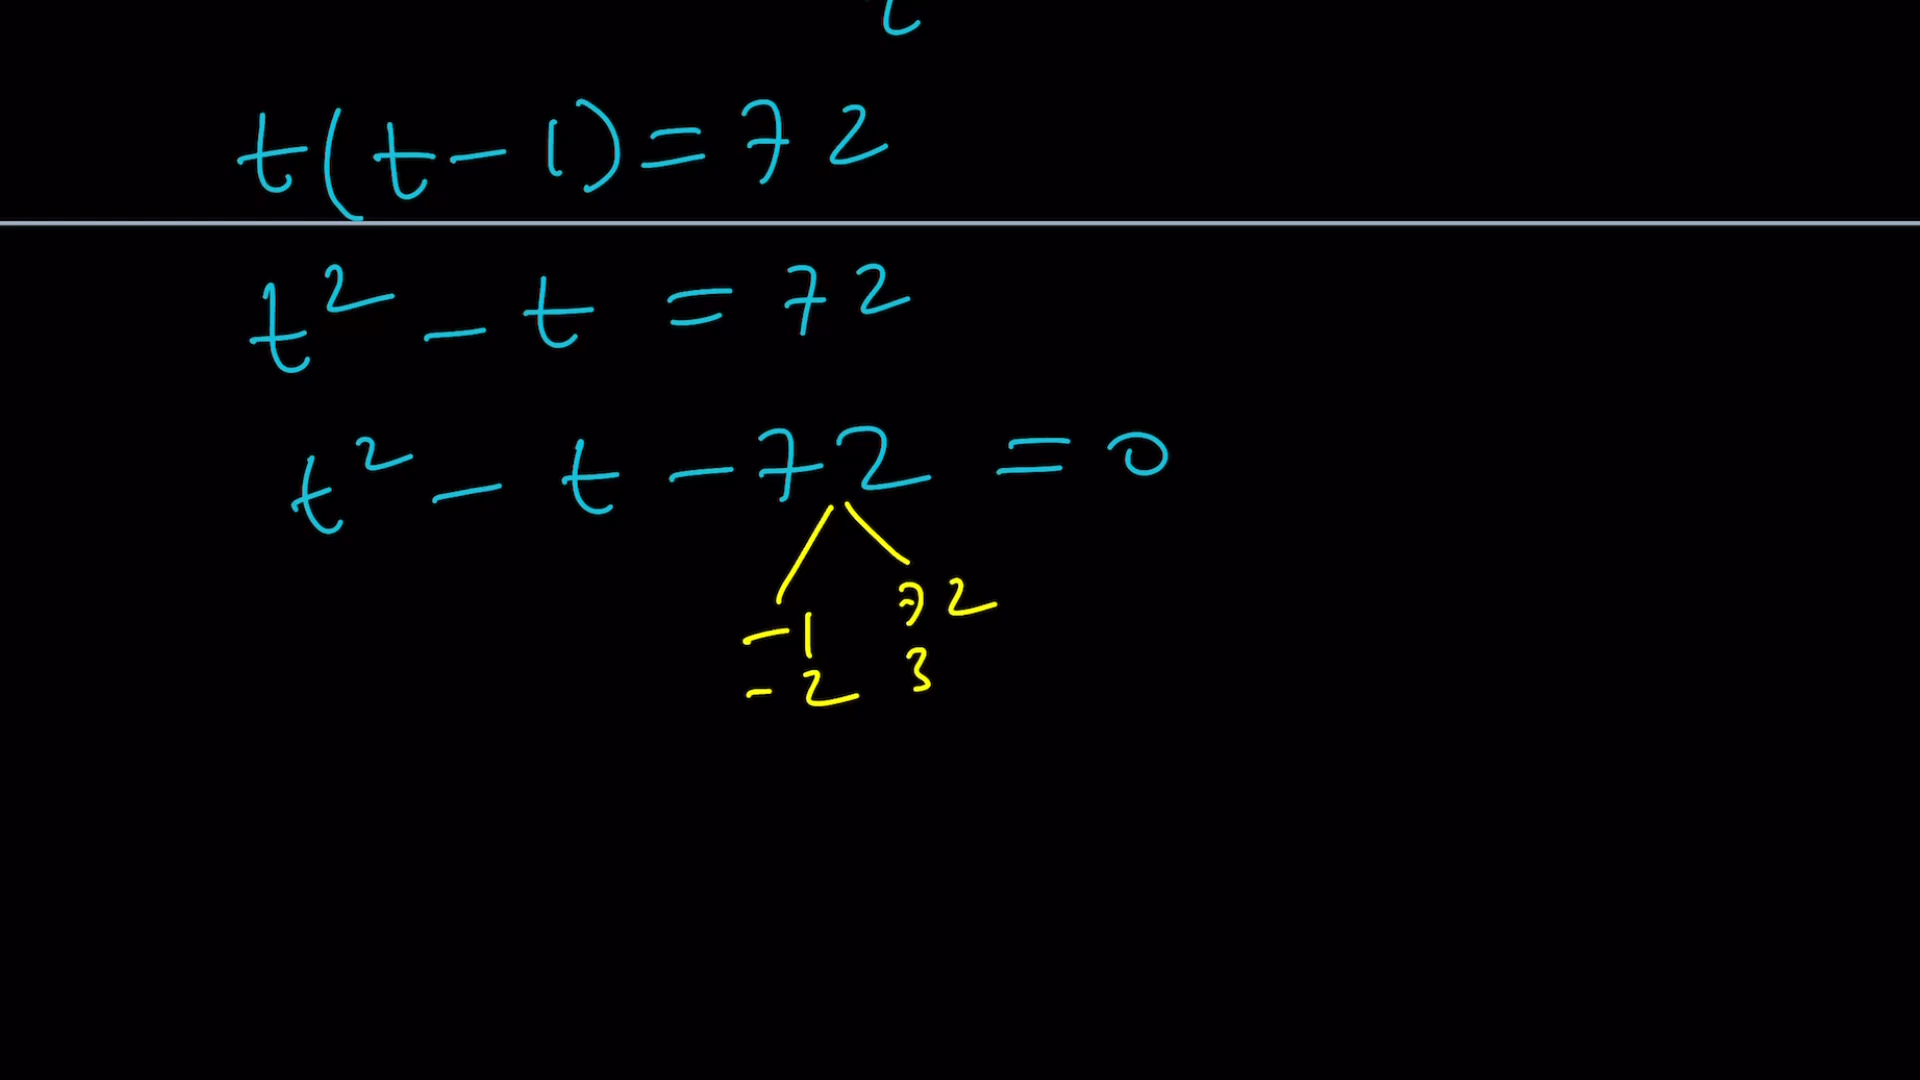 t(t-1)=72
t² - t = 72
t² - t - 72 = 0
-1 72
-2 3